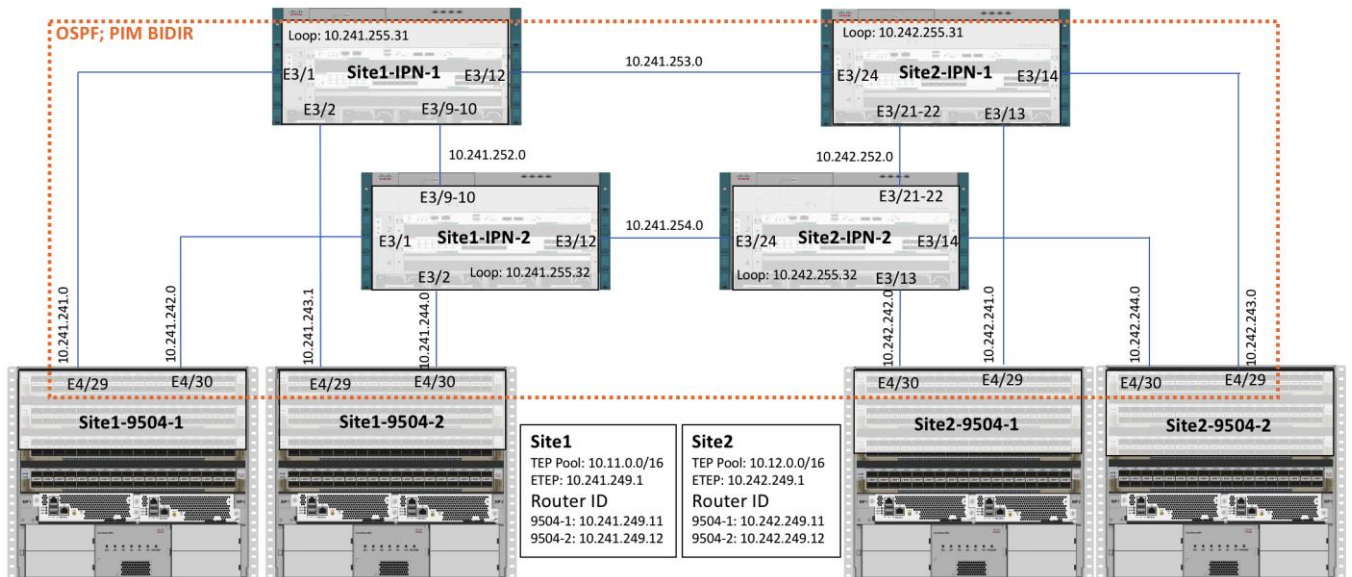 OSPF; PIM BIDIR
Loop: 10.241.255.31
Site1-IPN-1
E3/1
E3/12
E3/2
E3/9-10
10.241.253.0
Loop: 10.242.255.31
Site2-IPN-1
E3/24
E3/14
E3/21-22
E3/13
10.241.252.0
10.242.252.0
E3/9-10
Site1-IPN-2
E3/1
E3/12
E3/2
Loop: 10.241.255.32
10.241.254.0
E3/21-22
Site2-IPN-2
E3/24
E3/14
Loop: 10.242.255.32
E3/13
10.241.241.0
10.241.242.0
10.241.243.1
10.241.244.0
10.242.242.0
10.242.241.0
10.242.244.0
10.242.243.0
E4/29
E4/30
Site1-9504-1
E4/29
E4/30
Site1-9504-2
E4/30
E4/29
Site2-9504-1
E4/30
E4/29
Site2-9504-2
Site1
TEP Pool: 10.11.0.0/16
ETEP: 10.241.249.1
Router ID
9504-1: 10.241.249.11
9504-2: 10.241.249.12
Site2
TEP Pool: 10.12.0.0/16
ETEP: 10.242.249.1
Router ID
9504-1: 10.242.249.11
9504-2: 10.242.249.12